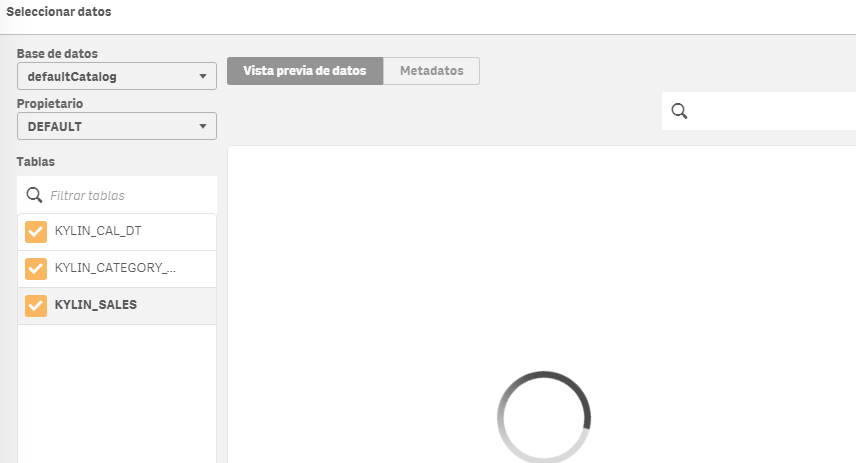 Seleccionar datos
Base de datos
defaultCatalog
Propietario
DEFAULT
Tablas
Filtrar tablas
KYLIN_CAL_DT
KYLIN_CATEGORY_...
KYLIN_SALES
Vista previa de datos
Metadatos